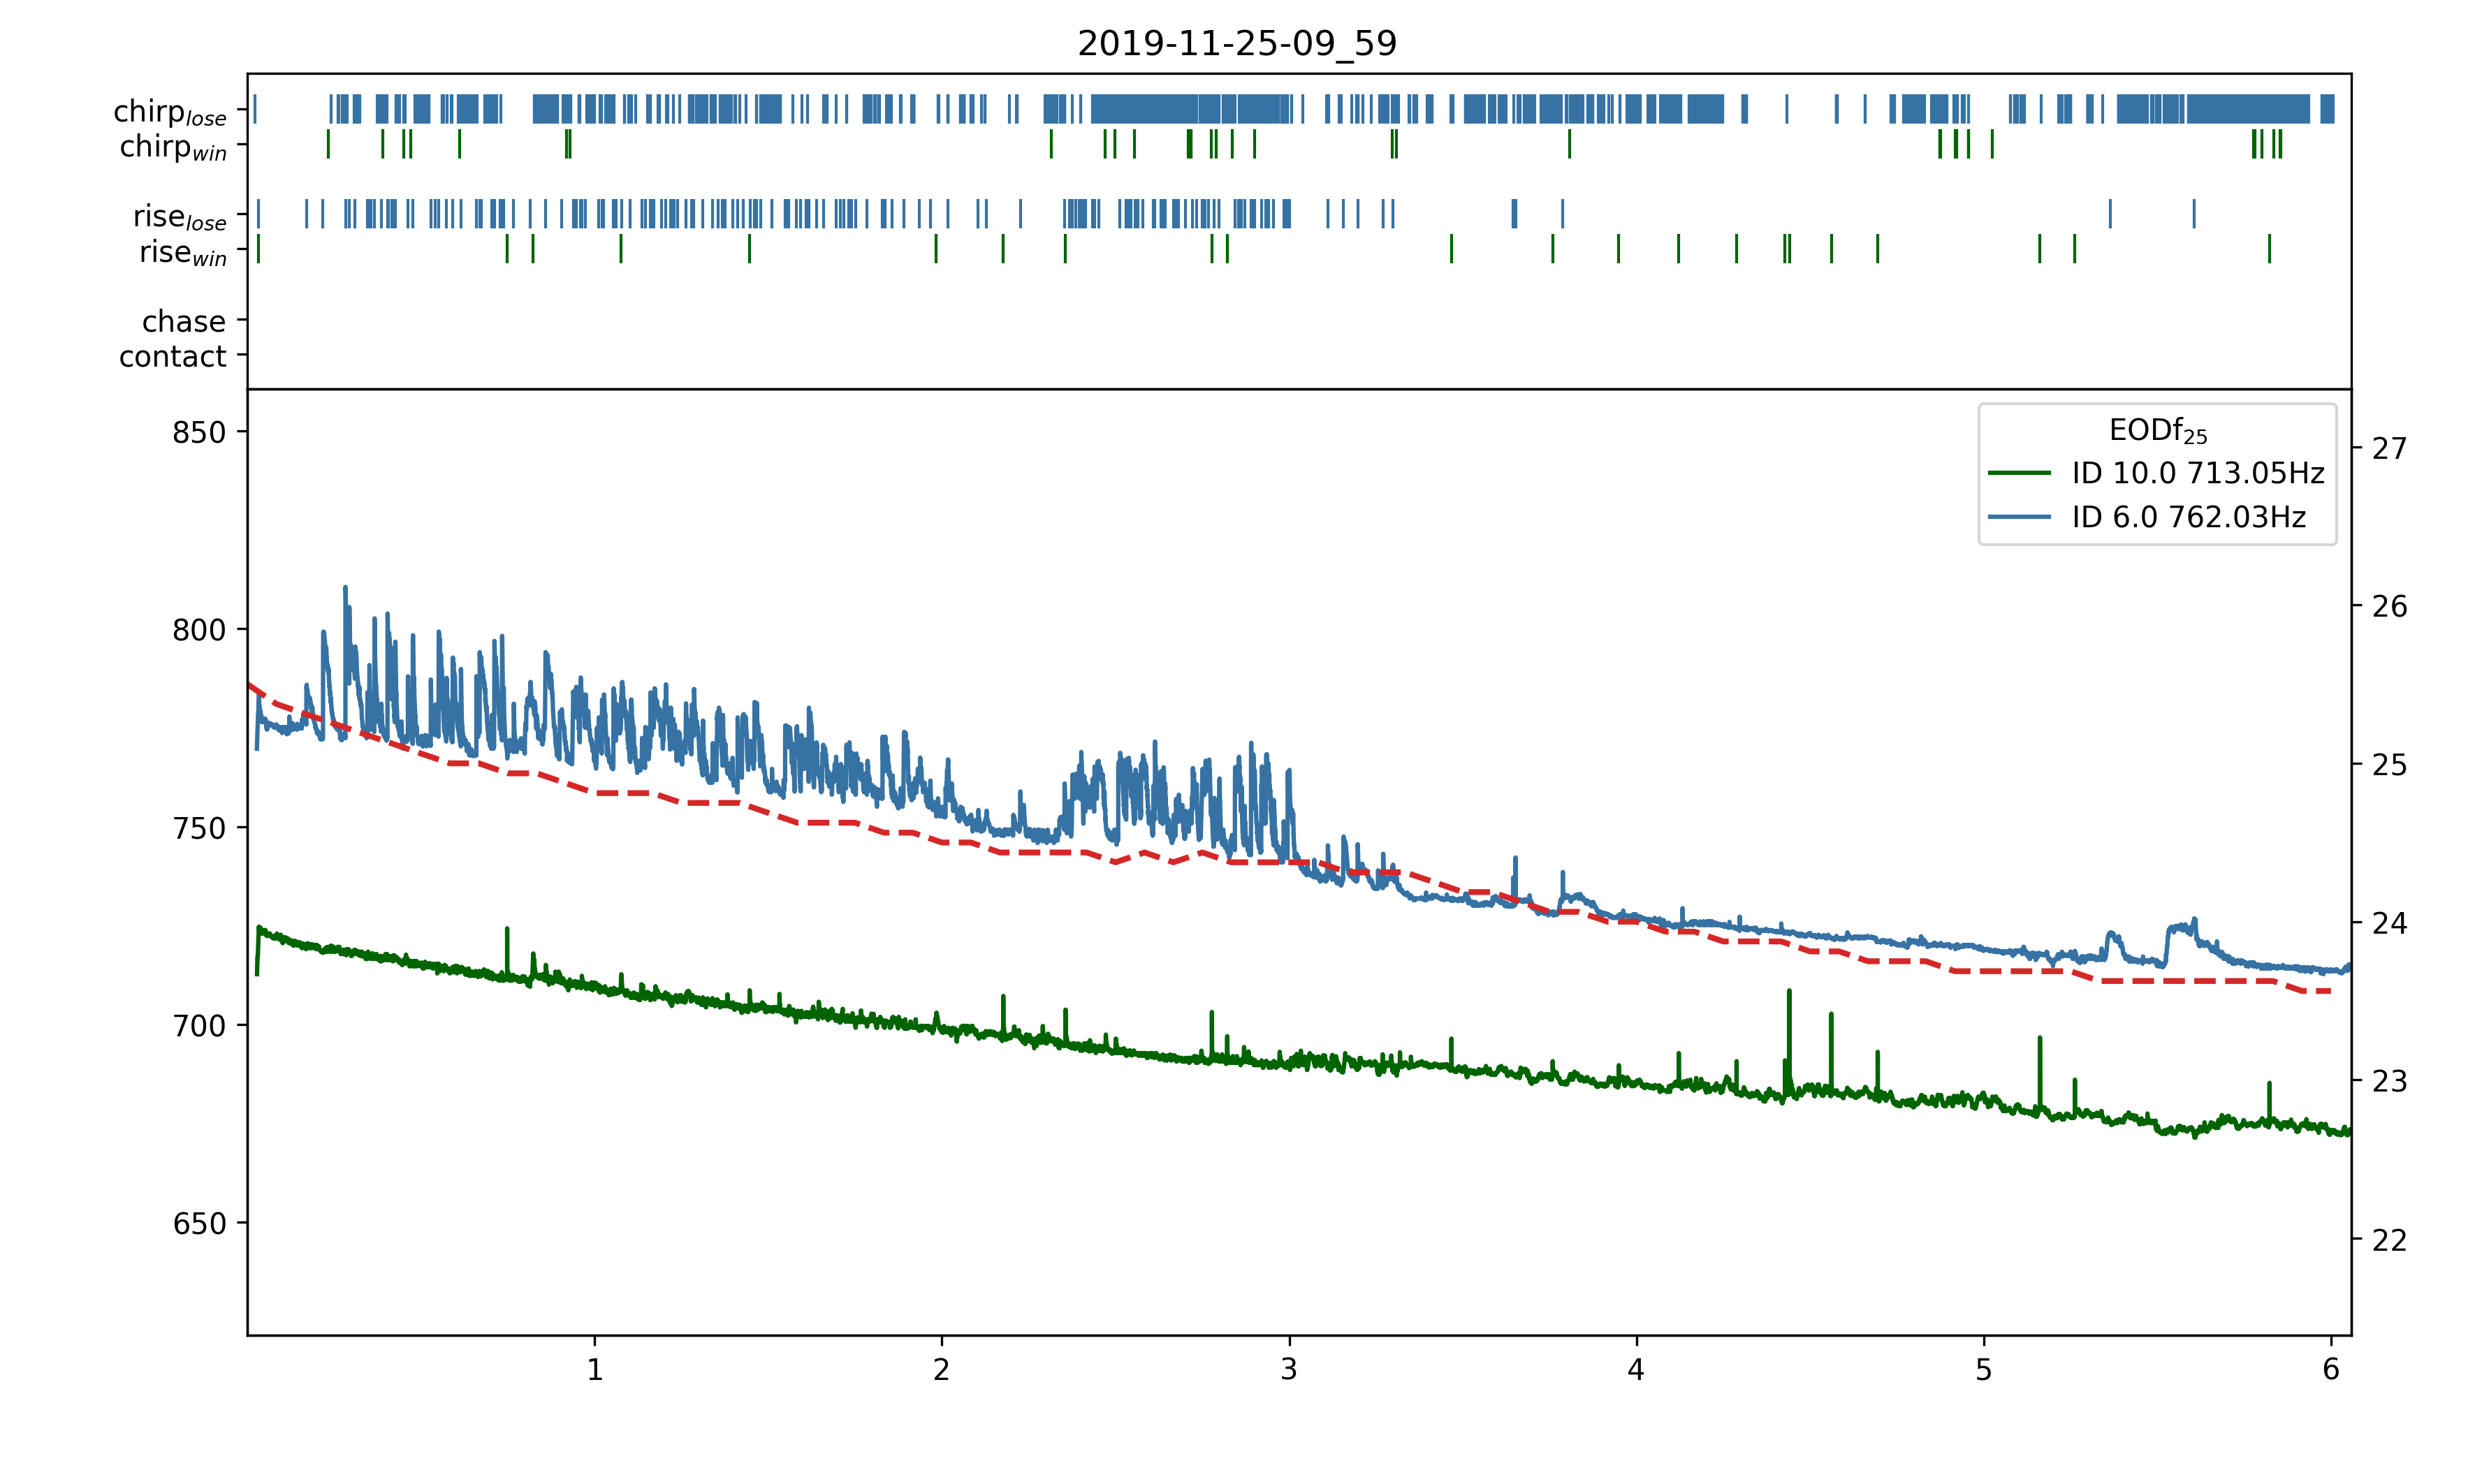 2019-11-25-09_59
chirp_lose
chirp_win
rise_lose
rise_win
chase
contact
850
800
750
700
650
27
26
25
24
23
22
EODf_25
ID 10.0 713.05Hz
ID 6.0 762.03Hz
1 2 3 4 5 6